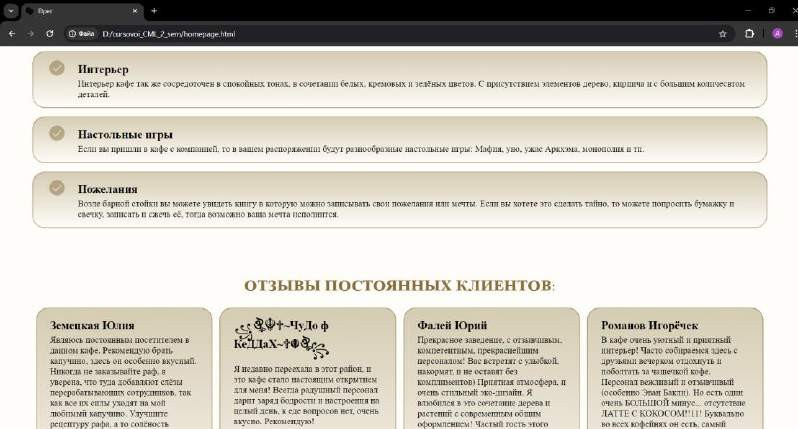 Файл D:/cursovoi_CML_2_sem/homepage.html
Интерьер
Интерьер кафе так же сосредоточен в спокойных тонах, в сочетании белых, кремовых и зелёных цветов. С присутствием элементов дерево, кирпича и с большим количеством
деталей.
Настольные игры
Если вы пришли в кафе с компанией, то в вашем распоряжении будут разнообразные настольные игры: Мафия, уно, ужас Аркхэма, монополия и тп.
Пожелания
Возле барной стойки вы можете увидеть книгу в которую можно записывать свои пожелания или мечты. Если вы хотете это сделать тайно, то можете попросить бумажку и
свечку, записать и сжечь её, тогда возможно ваша мечта исполнится.
ОТЗЫВЫ ПОСТОЯННЫХ КЛИЕНТОВ:
Земецкая Юлия
Являюсь постоянным посетителем в
данном кафе. Рекомендую брать
капучино, здесь он особенно вкусный.
Никогда не заказывайте раф, я
уверена, что туда добавляют слёзы
перерабатывающих сотрудников, так
как все их силы уходят на мой
любимый капучино. Улучшите
рецептуру рафа, а то солёность
~ЧуДо ф
КеДДаХ~
Я недавно переехала в этот район, и
это кафе стало настоящим открытием
для меня! Всегда радушный персонал
дарит заряд бодрости и настроения на
целый день, к еде вопросов нет, очень
вкусно. Рекомендую!
Фалей Юрий
Прекрасное заведение, с отзывчивым,
компетентным, прекраснейшим
персоналом! Вас встретят с улыбкой,
накормят, и не оставят без
комплиментов) Приятная атмосфера, и
очень стильный эко-дизайн. Я
влюбился в это сочетание дерева и
растений с современным общим
оформлением! Частый гость этого
Романов Игорёчек
В кафе очень уютный и приятный
интерьер! Часто собираемся здесь с
друзьями вечерком отдохнуть и
поболтать за чашечкой кофе.
Персонал вежливый и отзывчивый
(особенно Эван Бакли). Но есть один
очень БОЛЬШОЙ минус... отсутствие
ЛАТТЕ С КОКОСОМ!!11! Буквально
во всех кофейнях он есть, самый